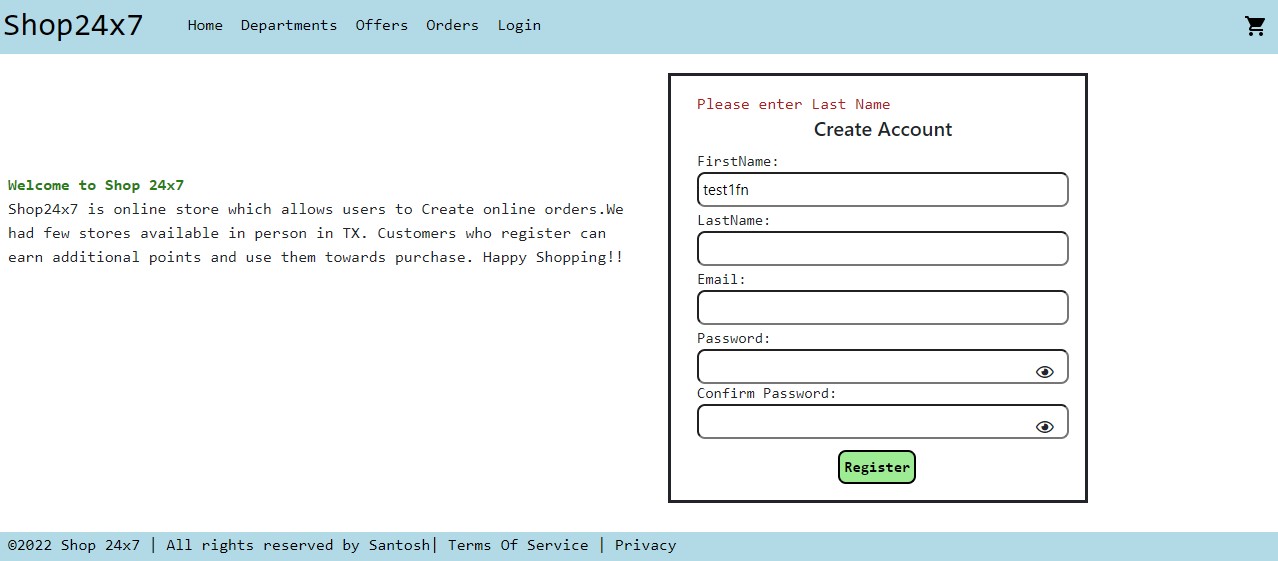 Shop24x7 Home Departments Offers Orders Login
Welcome to Shop 24x7
Shop24x7 is online store which allows users to Create online orders.We
had few stores available in person in TX. Customers who register can
earn additional points and use them towards purchase. Happy Shopping!!
Please enter Last Name
Create Account
FirstName:
test1fn
LastName:
Email:
Password:
Confirm Password:
Register
©2022 Shop 24x7 | All rights reserved by Santosh| Terms Of Service | Privacy